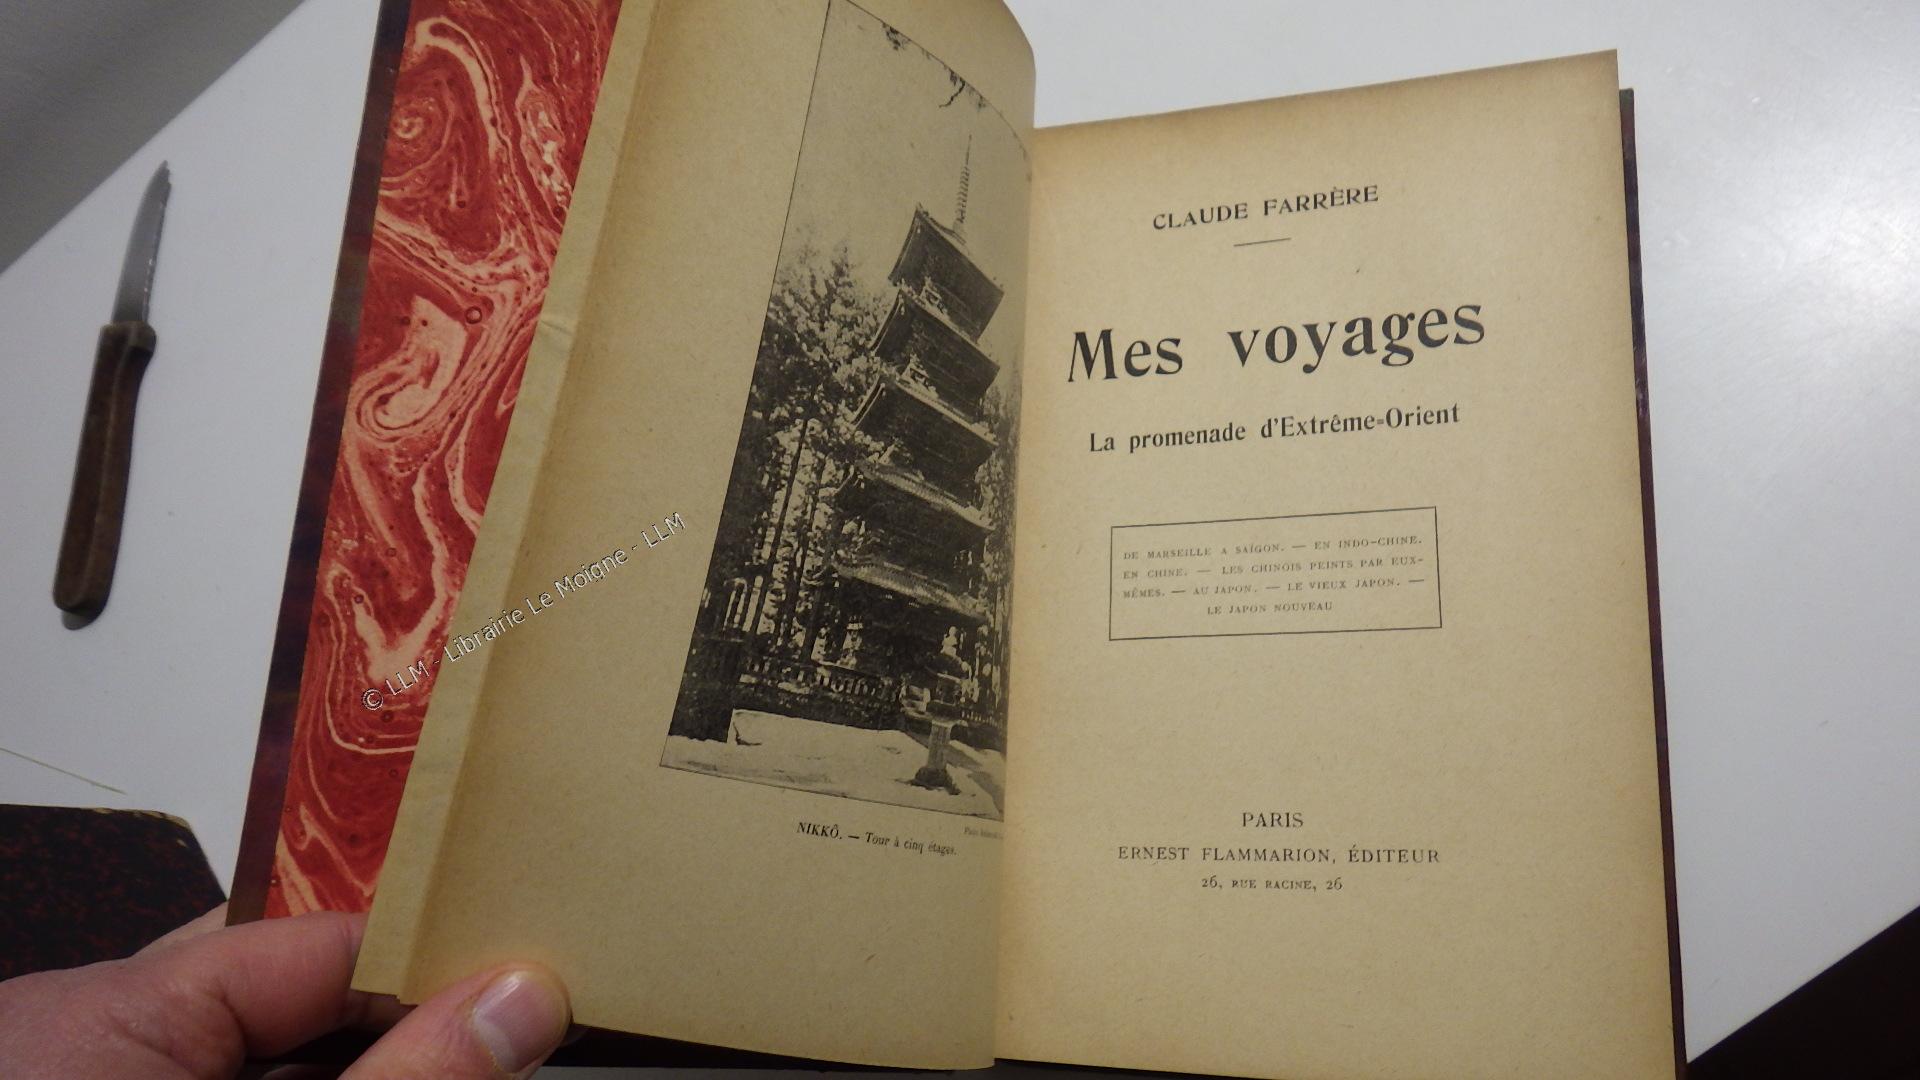 NIKKÔ. — Tour à cinq étages.
CLAUDE FARRÈRE
Mes voyages
La promenade d'Extrême-Orient
DE MARSEILLE A SAÏGON. — EN INDO-CHINE.
EN CHINE. — LES CHINOIS PEINTS PAR EUX-
MÊMES. — AU JAPON. — LE VIEUX JAPON. —
LE JAPON NOUVEAU
PARIS
ERNEST FLAMMARION, ÉDITEUR
26, RUE RACINE, 26
© LLM - Librairie Le Moigne - LLM